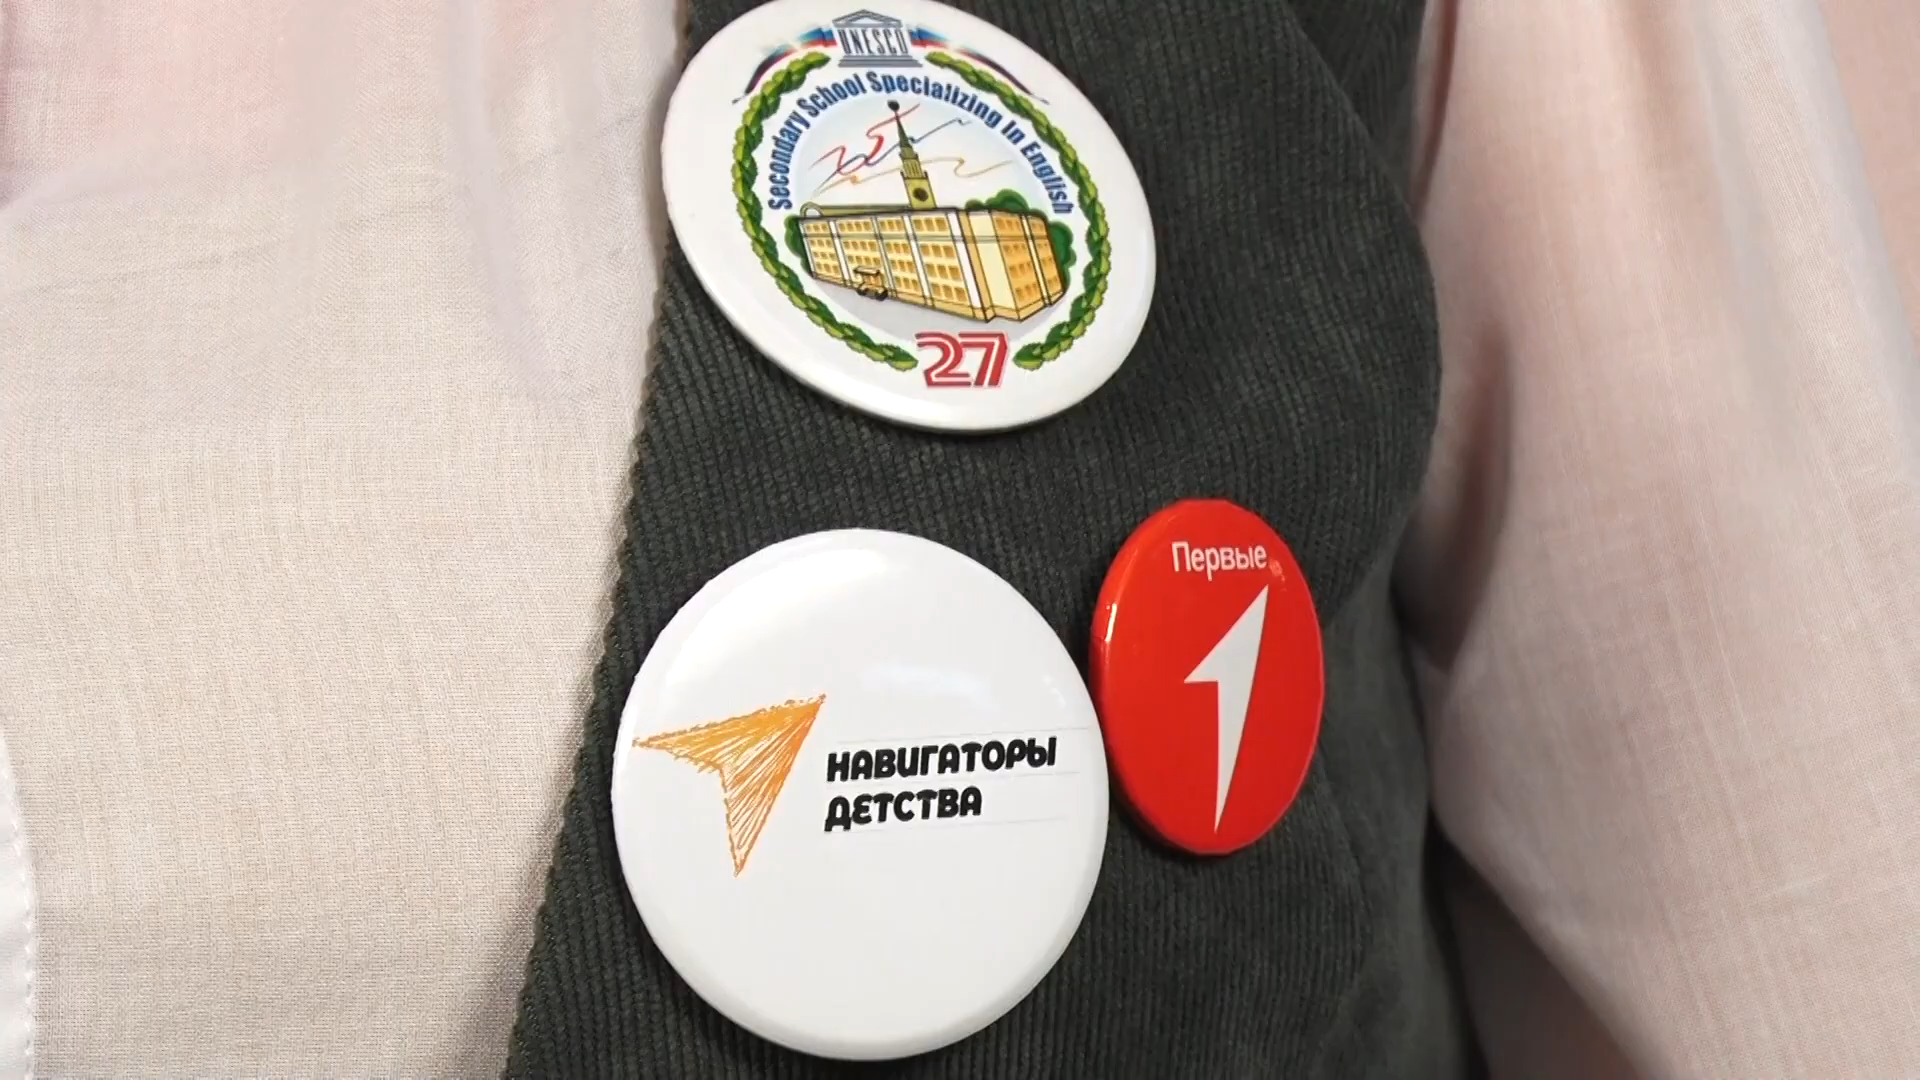 UNESCO
Secondary School Specializing in English
27
Первые
НАВИГАТОРЫ
ДЕТСТВА